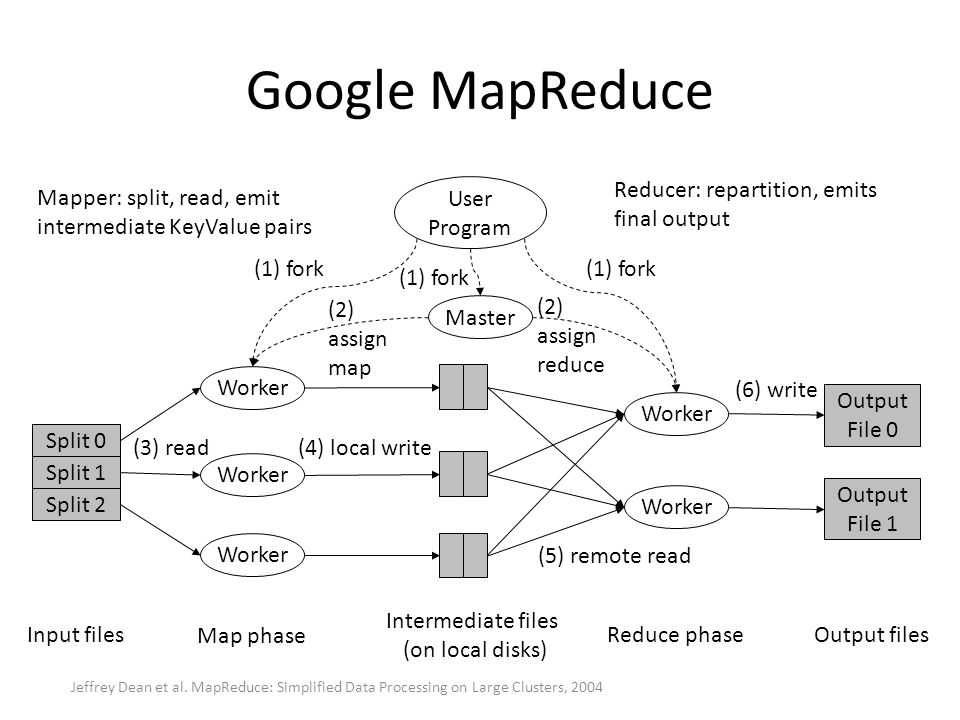 Google MapReduce
Mapper: split, read, emit
intermediate KeyValue pairs
User
Program
Reducer: repartition, emits
final output
(1) fork
(1) fork
(1) fork
(2)
assign
map
Master
(2)
assign
reduce
Worker
Worker
(6) write
Output
File 0
Split 0
Split 1
Split 2
(3) read
Worker
(4) local write
Worker
Output
File 1
Worker
(5) remote read
Input files
Map phase
Intermediate files
(on local disks)
Reduce phase
Output files
Jeffrey Dean et al. MapReduce: Simplified Data Processing on Large Clusters, 2004